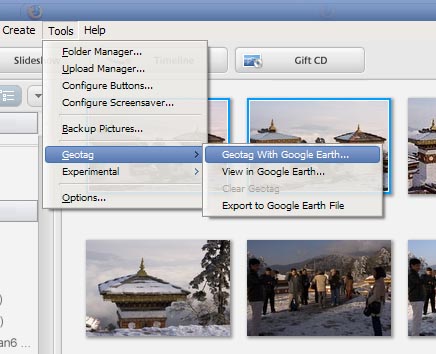 Create Tools Help
Slideshow Timeline Gift CD
Folder Manager...
Upload Manager...
Configure Buttons...
Configure Screensaver...
Backup Pictures...
Geotag
Experimental
Options...
Geotag With Google Earth...
View in Google Earth...
Clear Geotag
Export to Google Earth File
)
)
an6 ...